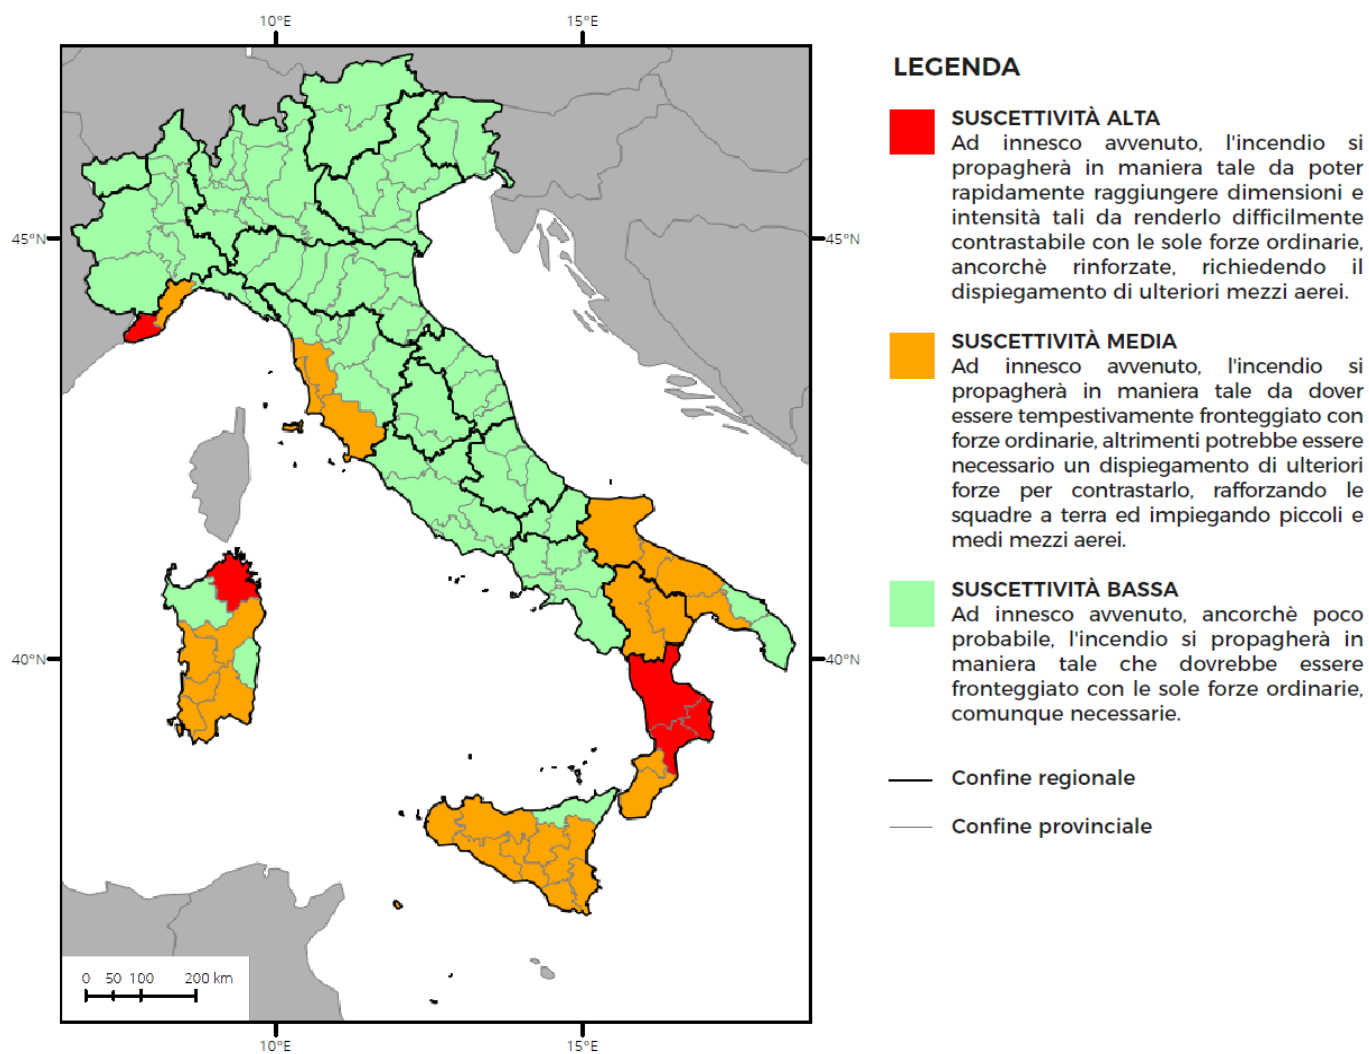 10°E 15°E
45°N 45°N
40°N 40°N
0 50 100 200 km
10°E 15°E
LEGENDA
SUSCETTIVITÀ ALTA
Ad innesco avvenuto, l'incendio si
propagherà in maniera tale da poter
rapidamente raggiungere dimensioni e
intensità tali da renderlo difficilmente
contrastabile con le sole forze ordinarie,
ancorchè rinforzate, richiedendo il
dispiegamento di ulteriori mezzi aerei.
SUSCETTIVITÀ MEDIA
Ad innesco avvenuto, l'incendio si
propagherà in maniera tale da dover
essere tempestivamente fronteggiato con
forze ordinarie, altrimenti potrebbe essere
necessario un dispiegamento di ulteriori
forze per contrastarlo, rafforzando le
squadre a terra ed impiegando piccoli e
medi mezzi aerei.
SUSCETTIVITÀ BASSA
Ad innesco avvenuto, ancorchè poco
probabile, l'incendio si propagherà in
maniera tale che dovrebbe essere
fronteggiato con le sole forze ordinarie,
comunque necessarie.
Confine regionale
Confine provinciale